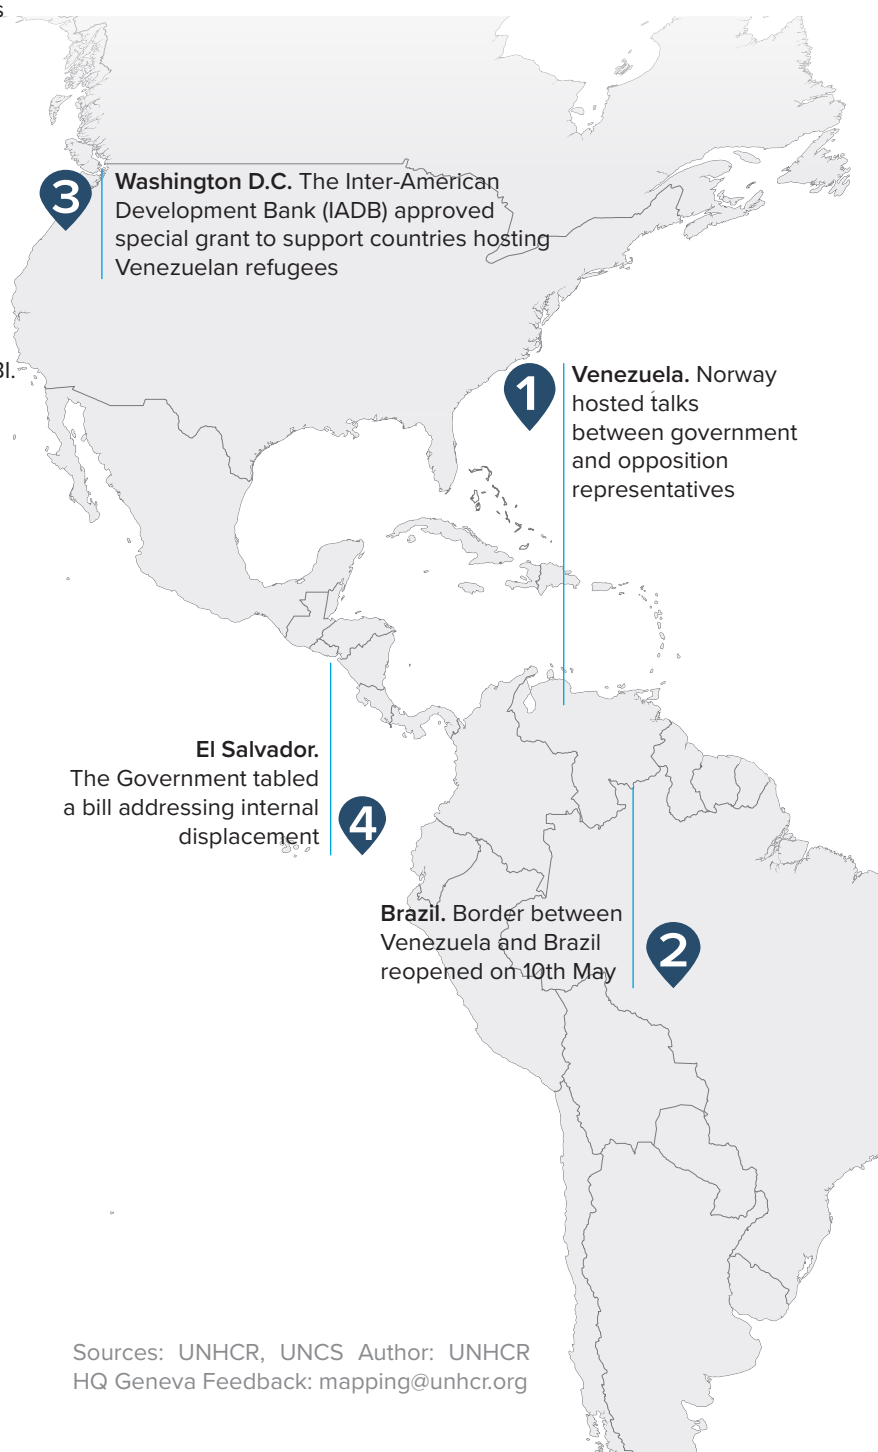 s
3
Washington D.C. The Inter-American
Development Bank (IADB) approved
special grant to support countries hosting
Venezuelan refugees
1
Venezuela. Norway
hosted talks
between government
and opposition
representatives
El Salvador.
The Government tabled
a bill addressing internal
displacement
4
Brazil. Border between
Venezuela and Brazil
reopened on 10th May
2
Sources: UNHCR, UNCS Author: UNHCR
HQ Geneva Feedback: mapping@unhcr.org